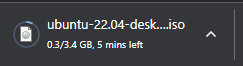 ubuntu-22.04-desk....iso
0.3/3.4 GB, 5 mins left